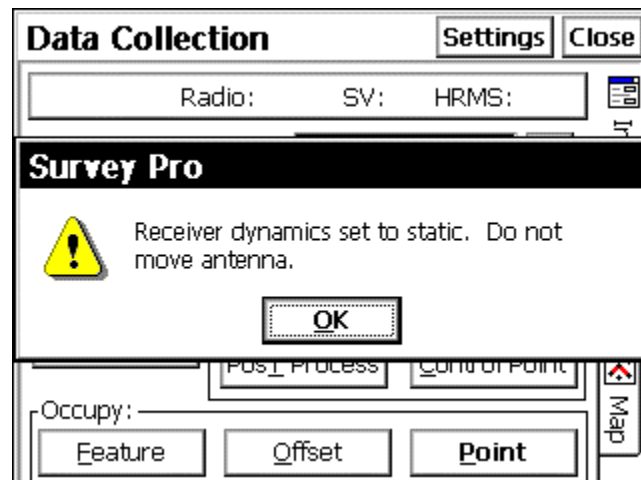 Data Collection
Settings
Close
Radio: SV: HRMS:
Survey Pro
Receiver dynamics set to static. Do not
move antenna.
OK
Post Process
Control Point
Map
Occupy:
Feature
Offset
Point